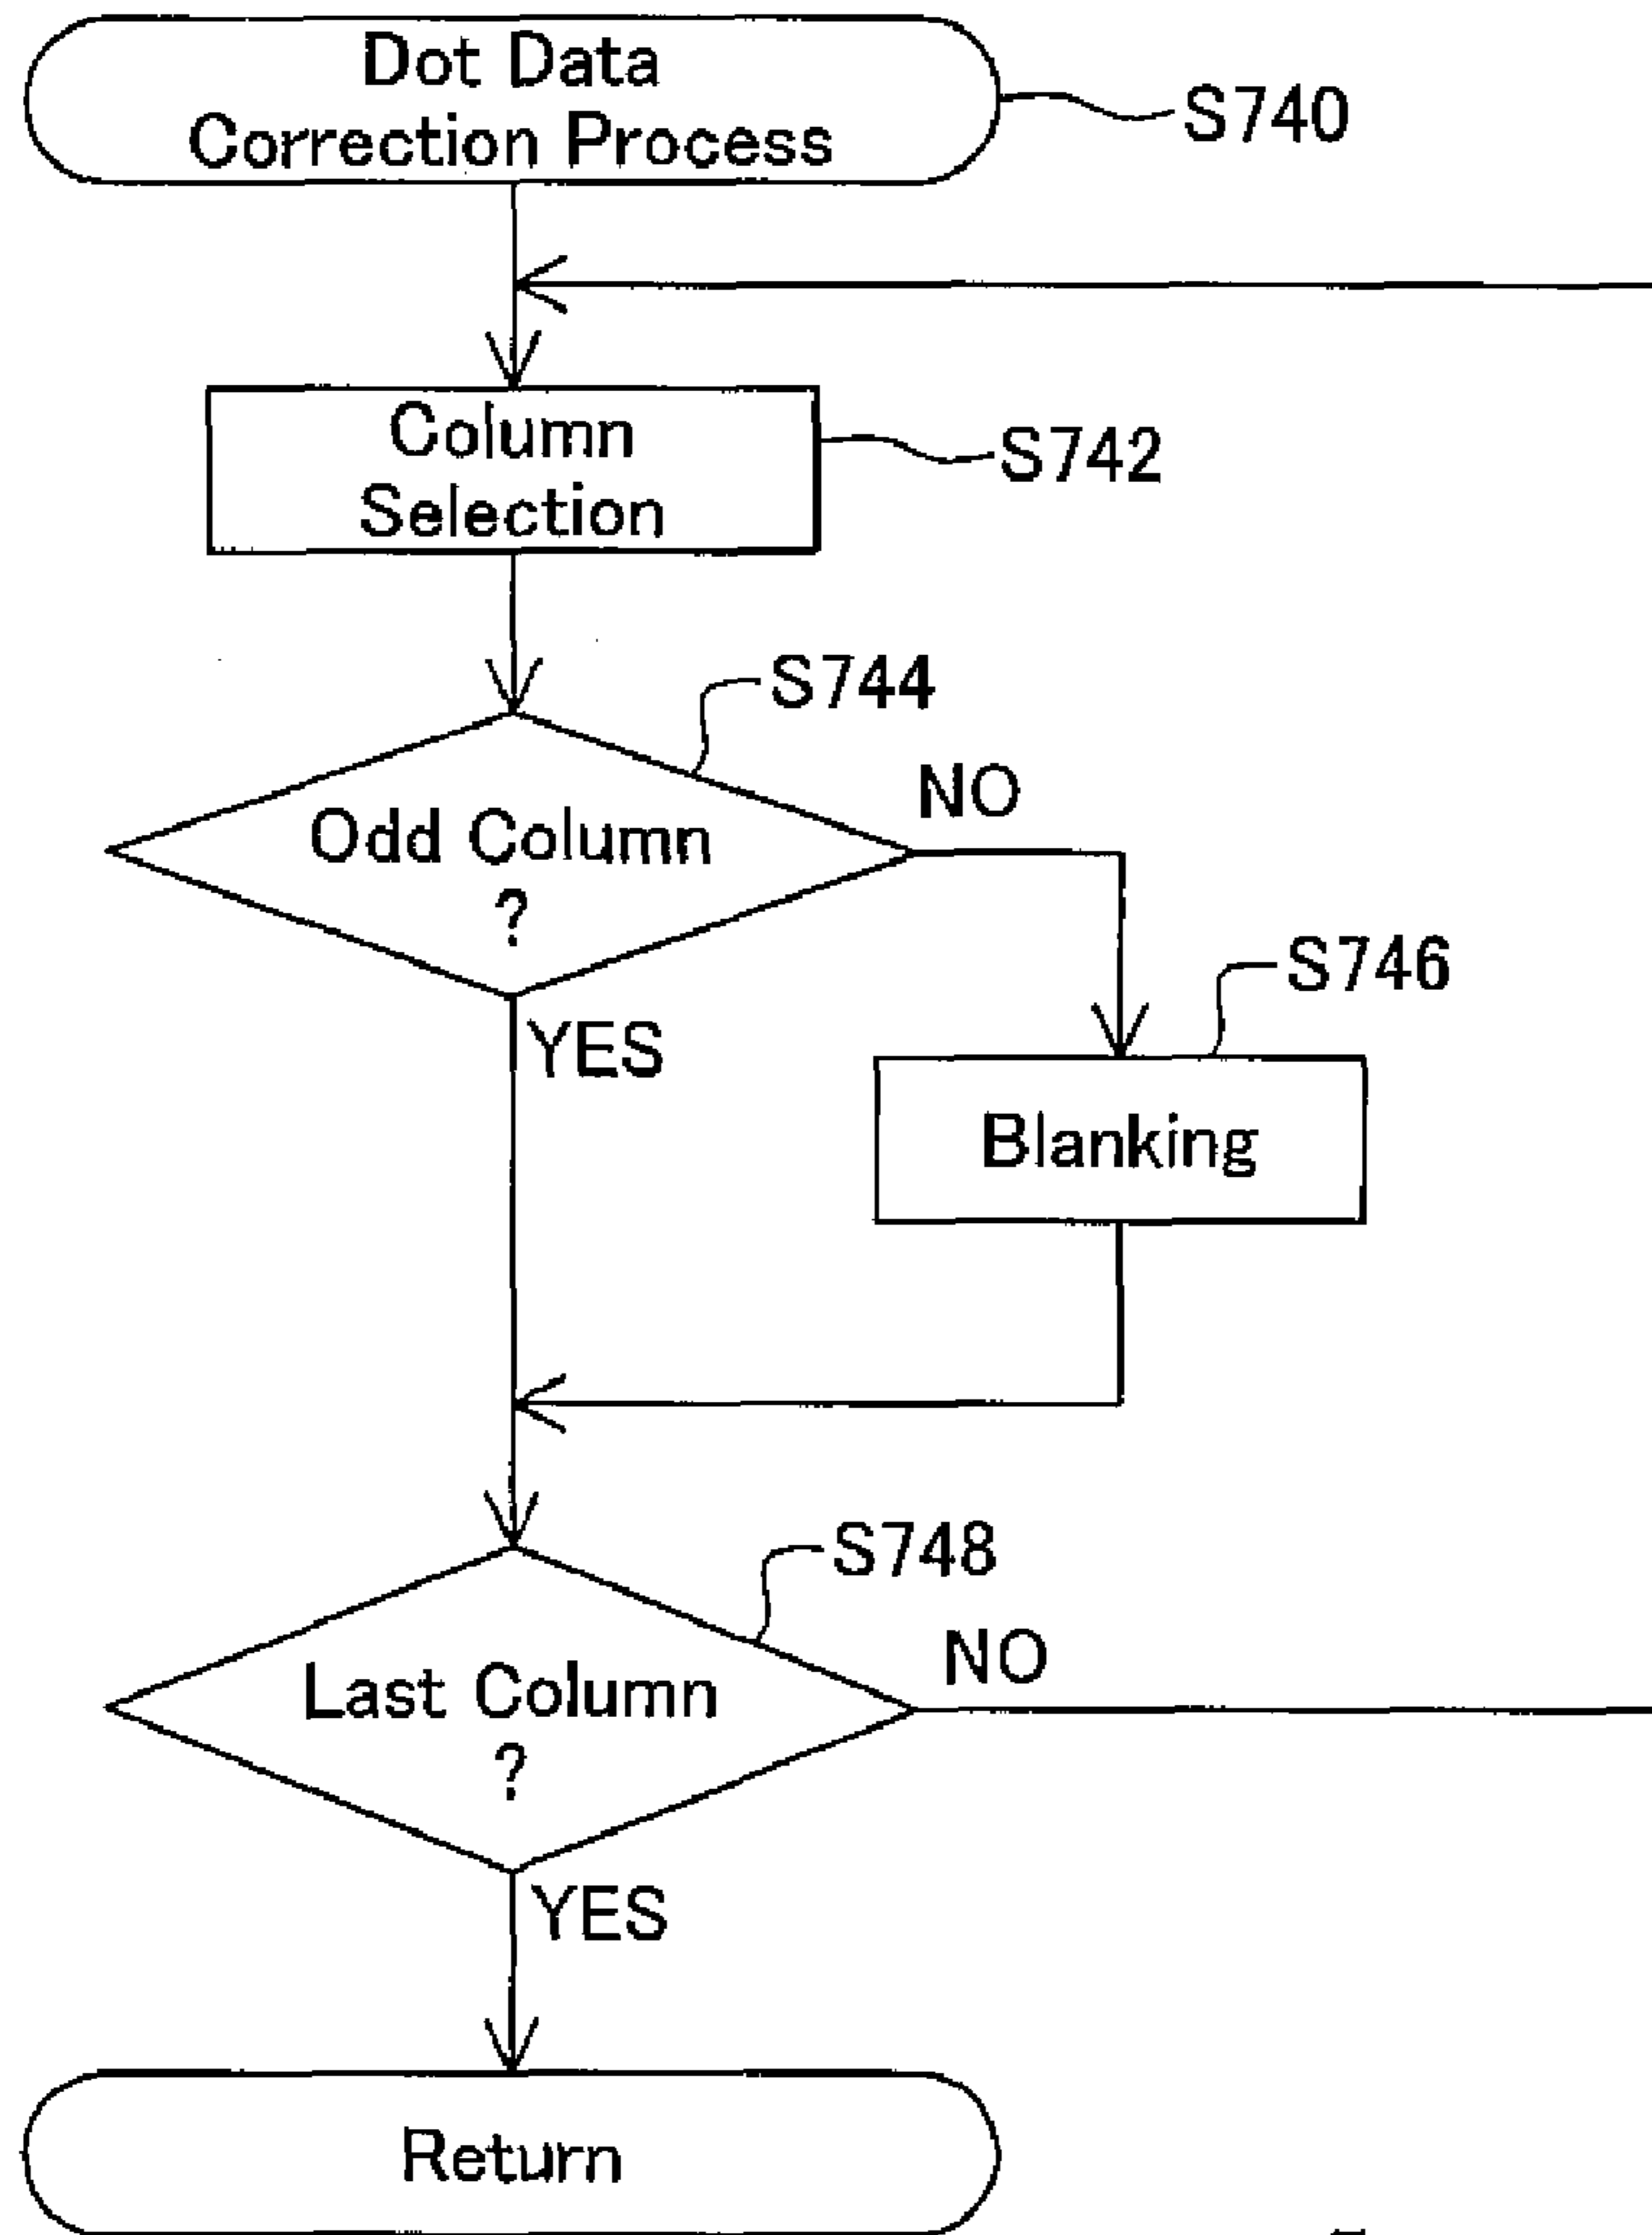 Dot Data
Correction Process
S740
Column
Selection
S742
S744
NO
Odd Column
?
YES
S746
Blanking
S748
NO
Last Column
?
YES
Return